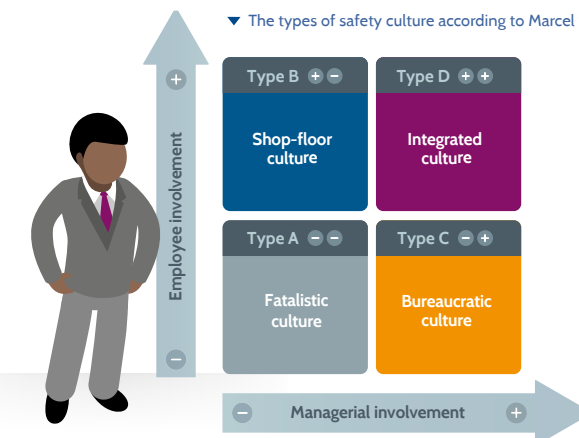 The types of safety culture according to Marcel
Type B + −
Type D + +
Shop-floor
culture
Integrated
culture
Type A − −
Type C − +
Fatalistic
culture
Bureaucratic
culture
+
Employee involvement
−
− Managerial involvement +